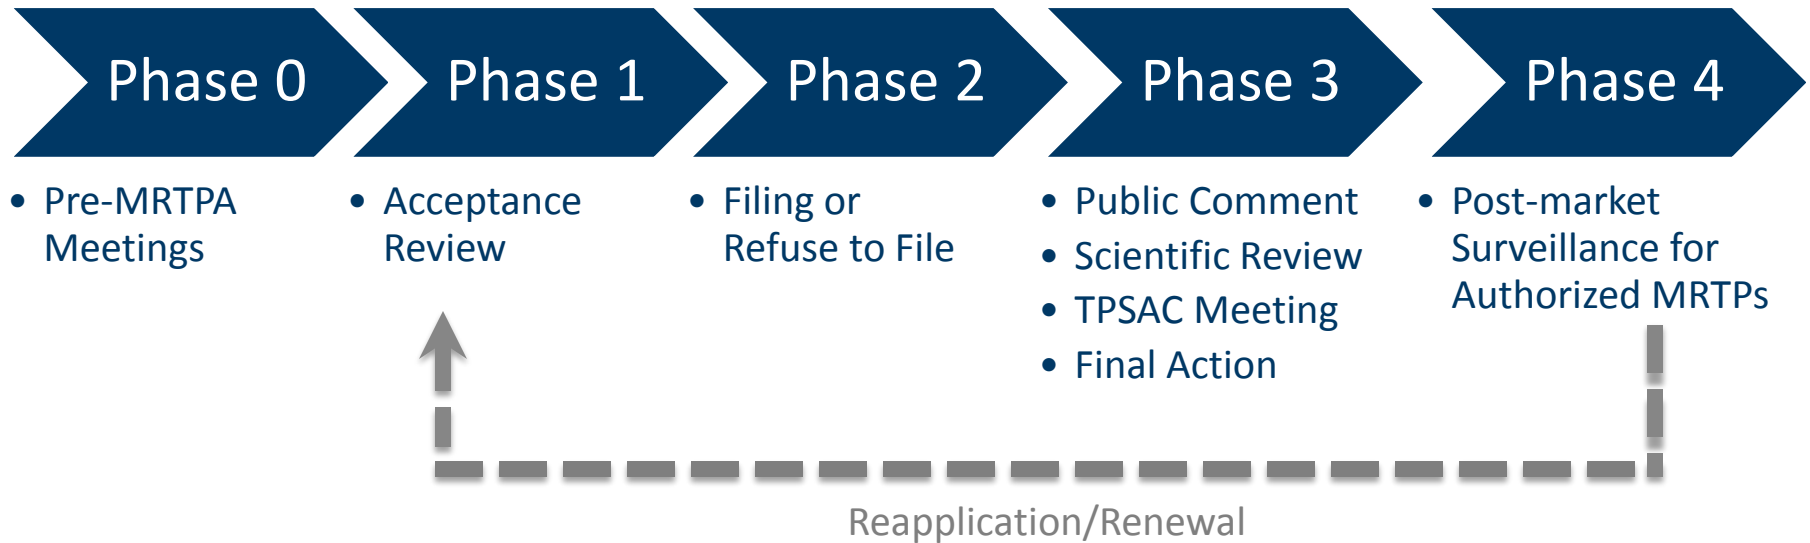 Phase 0
Phase 1
Phase 2
Phase 3
Phase 4
• Pre-MRTPA
Meetings
• Acceptance
Review
• Filing or
Refuse to File
• Public Comment
• Scientific Review
• TPSAC Meeting
• Final Action
• Post-market
Surveillance for
Authorized MRTPs
Reapplication/Renewal